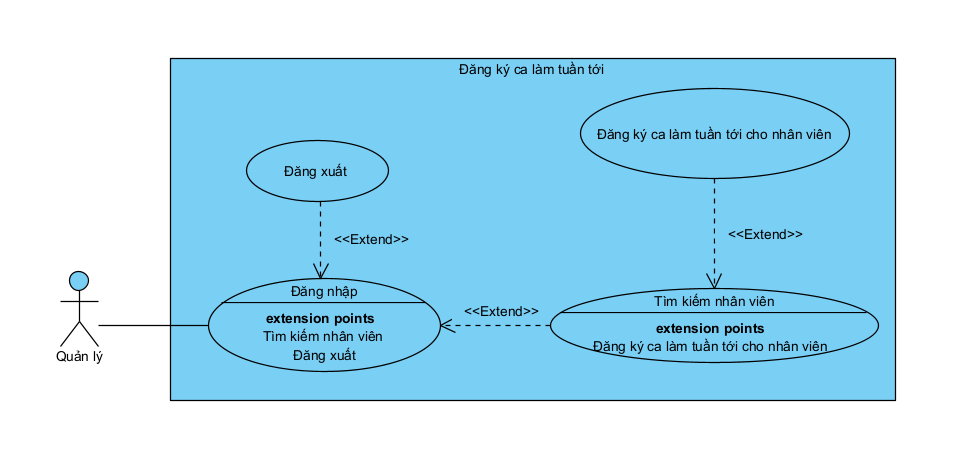 Đăng ký ca làm tuần tới
Đăng ký ca làm tuần tới cho nhân viên
Đăng xuất
<<Extend>>
<<Extend>>
Đăng nhập
extension points
Tìm kiếm nhân viên
Đăng xuất
<<Extend>>
Tìm kiếm nhân viên
extension points
Đăng ký ca làm tuần tới cho nhân viên
Quản lý